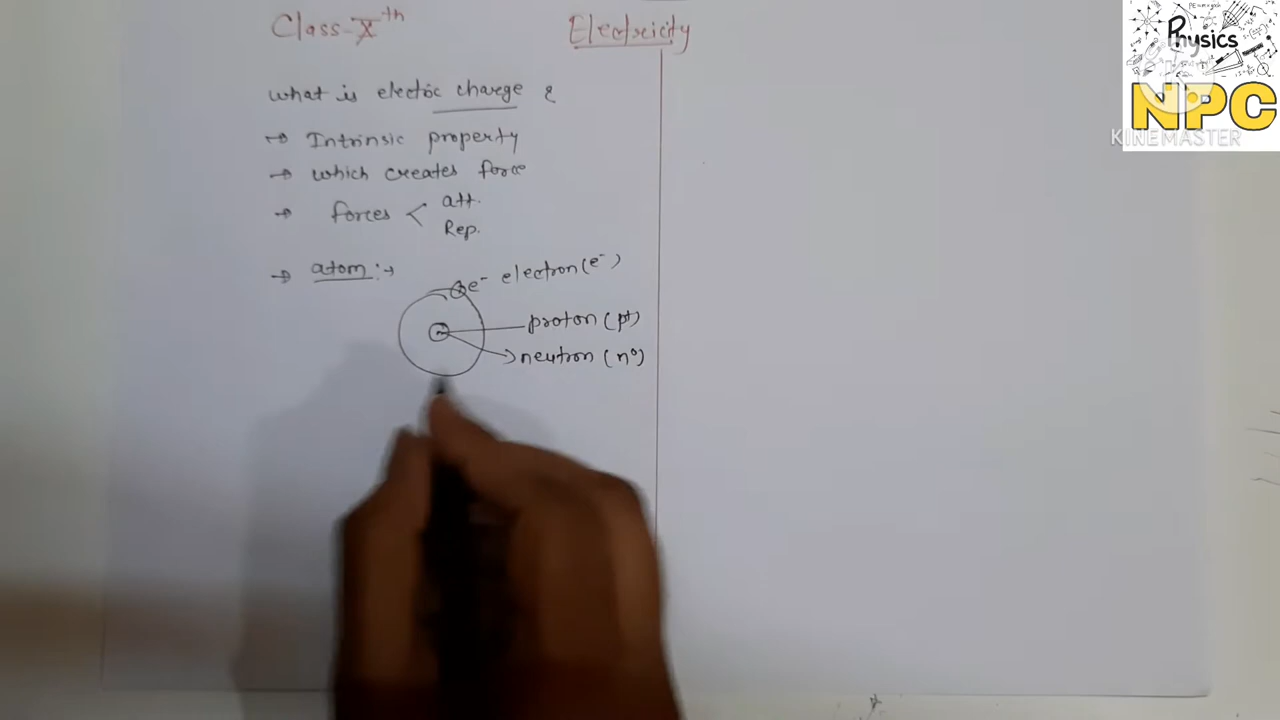 Class-Xth
Electricity
what is electric charge ?
→ Intrinsic property
→ which creates force
→ forces < att.
Rep.
→ atom :→
e⁻ electron (e⁻)
proton (p⁺)
neutron (n⁰)
Physics
NPC
KINEMASTER